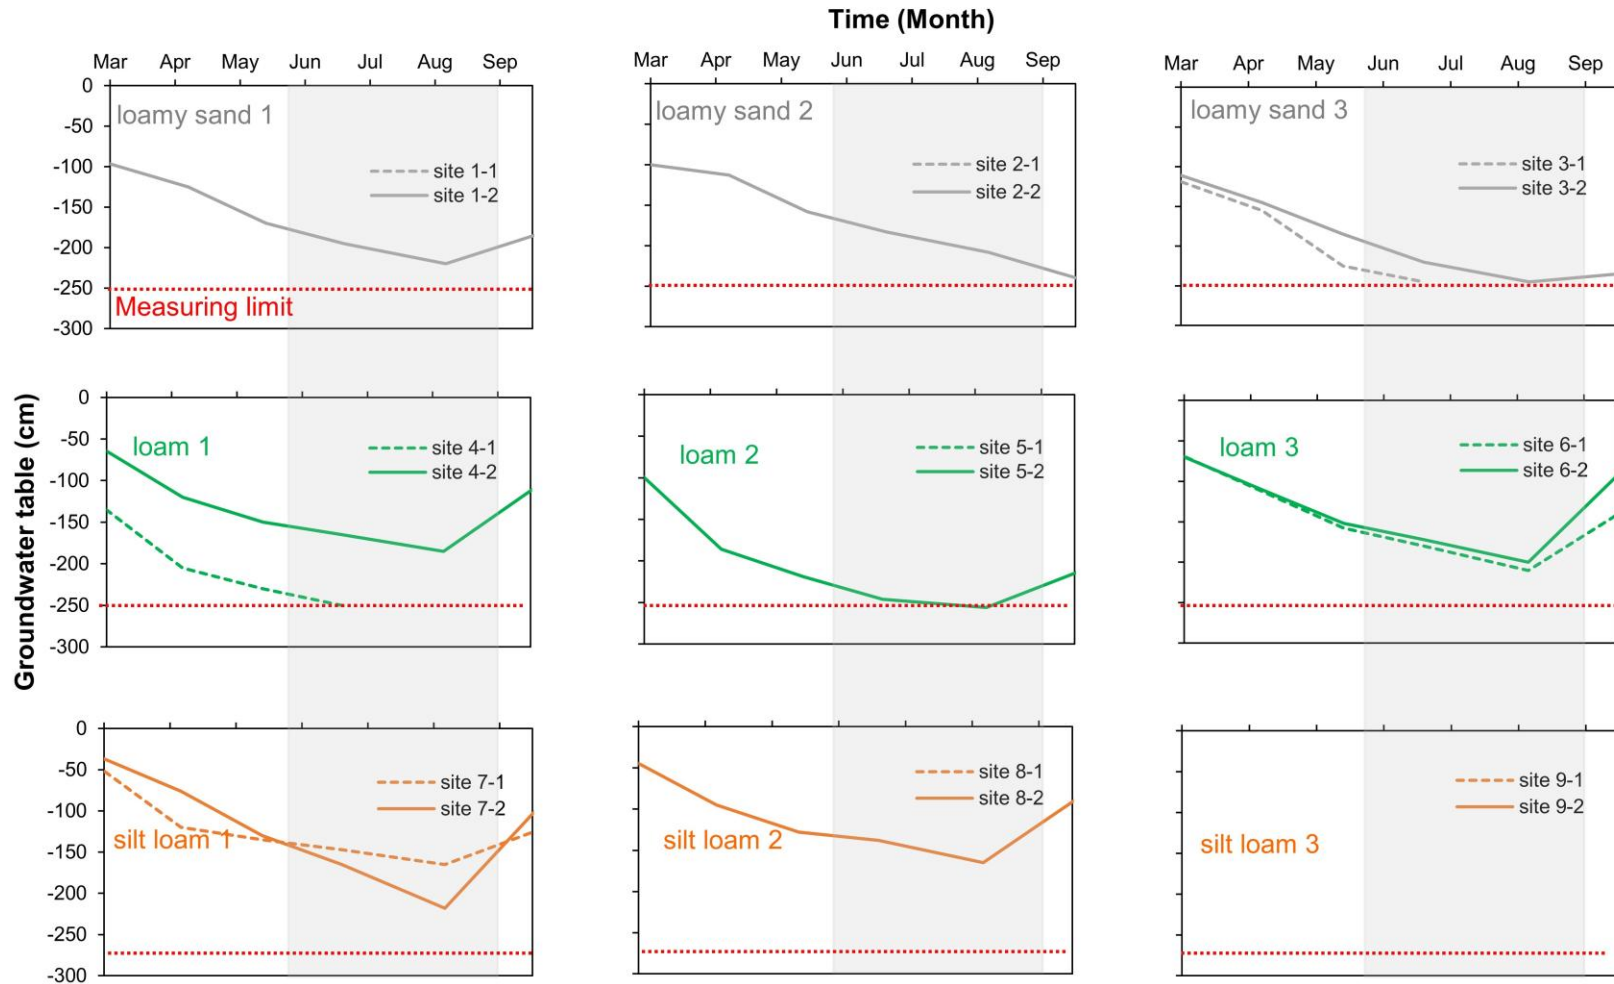 Time (Month)
Mar Apr May Jun Jul Aug Sep
Mar Apr May Jun Jul Aug Sep
Mar Apr May Jun Jul Aug Sep
Groundwater table (cm)
0
-50
-100
-150
-200
-250
-300
loamy sand 1
site 1-1
site 1-2
Measuring limit
loamy sand 2
site 2-1
site 2-2
loamy sand 3
site 3-1
site 3-2
0
-50
-100
-150
-200
-250
-300
loam 1
site 4-1
site 4-2
loam 2
site 5-1
site 5-2
loam 3
site 6-1
site 6-2
0
-50
-100
-150
-200
-250
-300
silt loam 1
site 7-1
site 7-2
silt loam 2
site 8-1
site 8-2
silt loam 3
site 9-1
site 9-2